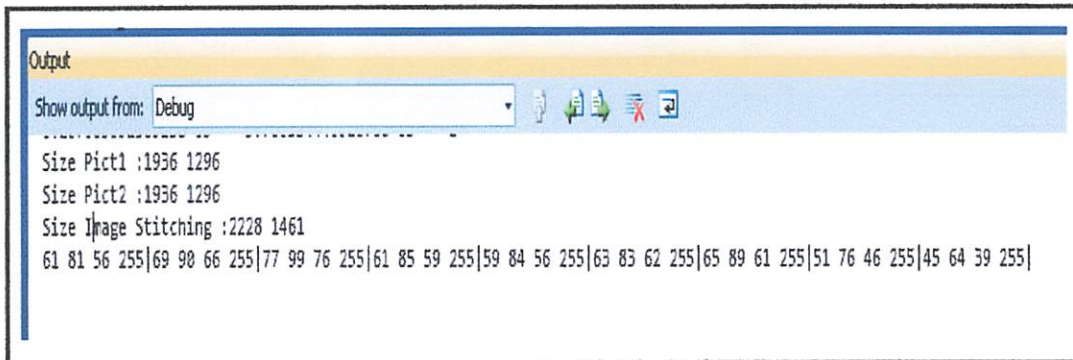 Output
Show output from: Debug
Size Pict1 :1936 1296
Size Pict2 :1936 1296
Size Image Stitching :2228 1461
61 81 56 255|69 90 66 255|77 99 76 255|61 85 59 255|59 84 56 255|63 83 62 255|65 89 61 255|51 76 46 255|45 64 39 255|